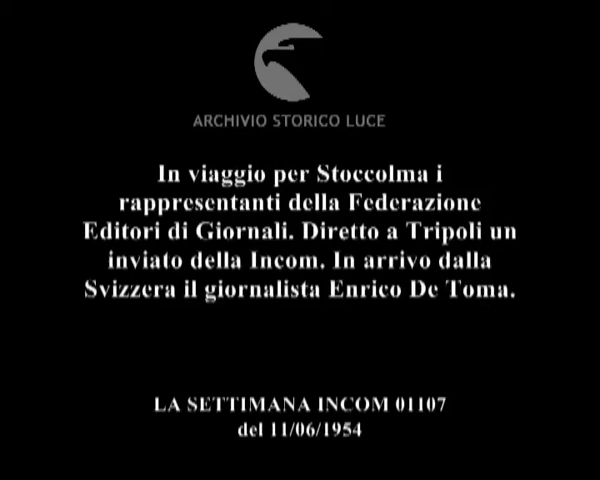 ARCHIVIO STORICO LUCE
In viaggio per Stoccolma i
rappresentanti della Federazione
Editori di Giornali. Diretto a Tripoli un
inviato della Incom. In arrivo dalla
Svizzera il giornalista Enrico De Toma.
LA SETTIMANA INCOM 01107
del 11/06/1954